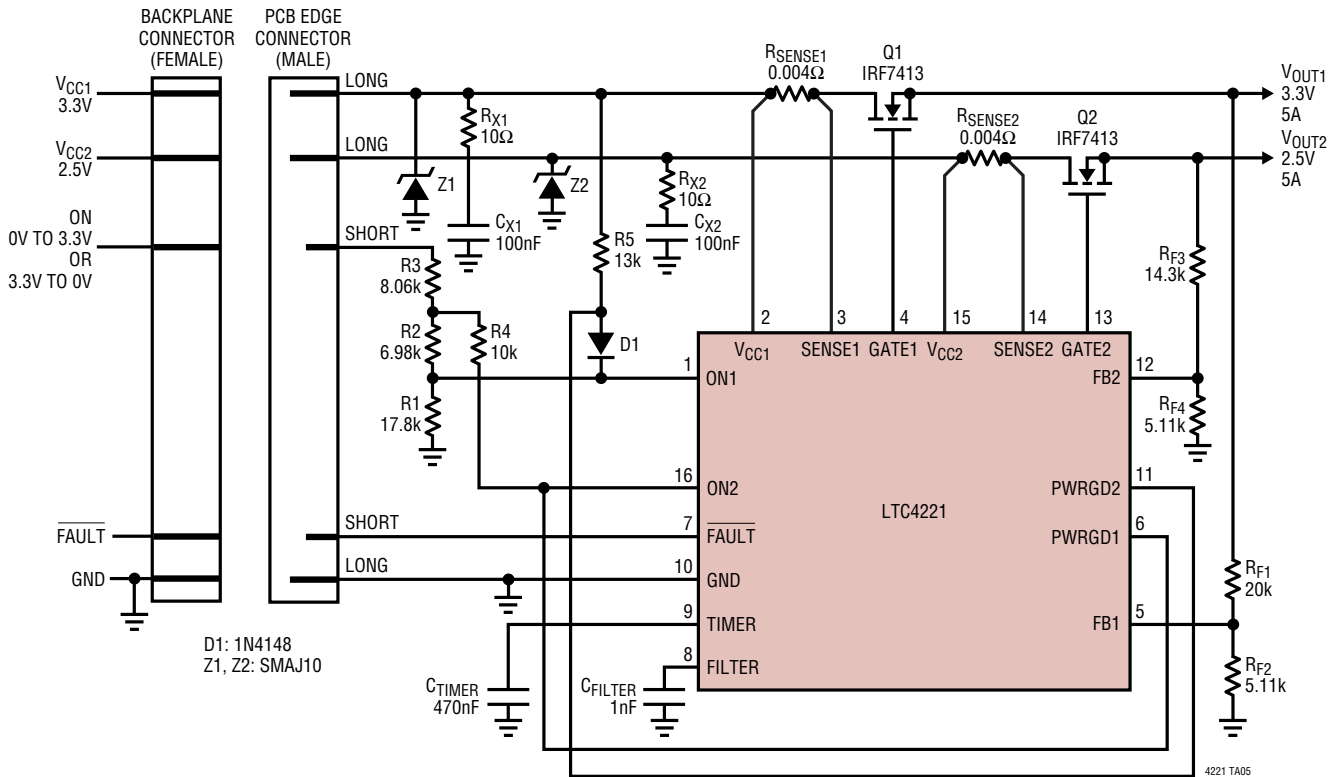 BACKPLANE
CONNECTOR
(FEMALE)
PCB EDGE
CONNECTOR
(MALE)
VCC1
3.3V
VCC2
2.5V
ON
0V TO 3.3V
OR
3.3V TO 0V
FAULT
GND
LONG
LONG
SHORT
SHORT
LONG
Z1
RX1
10Ω
CX1
100nF
Z2
RX2
10Ω
CX2
100nF
R3
8.06k
R2
6.98k
R4
10k
R1
17.8k
R5
13k
D1
RSENSE1
0.004Ω
Q1
IRF7413
RSENSE2
0.004Ω
Q2
IRF7413
VOUT1
3.3V
5A
VOUT2
2.5V
5A
RF3
14.3k
RF4
5.11k
RF1
20k
RF2
5.11k
2 3 4 15 14 13
VCC1 SENSE1 GATE1 VCC2 SENSE2 GATE2
1 ON1
16 ON2
7 FAULT
10 GND
9 TIMER
8 FILTER
LTC4221
FB2 12
PWRGD2 11
PWRGD1 6
FB1 5
CTIMER
470nF
CFILTER
1nF
D1: 1N4148
Z1, Z2: SMAJ10
4221 TA05